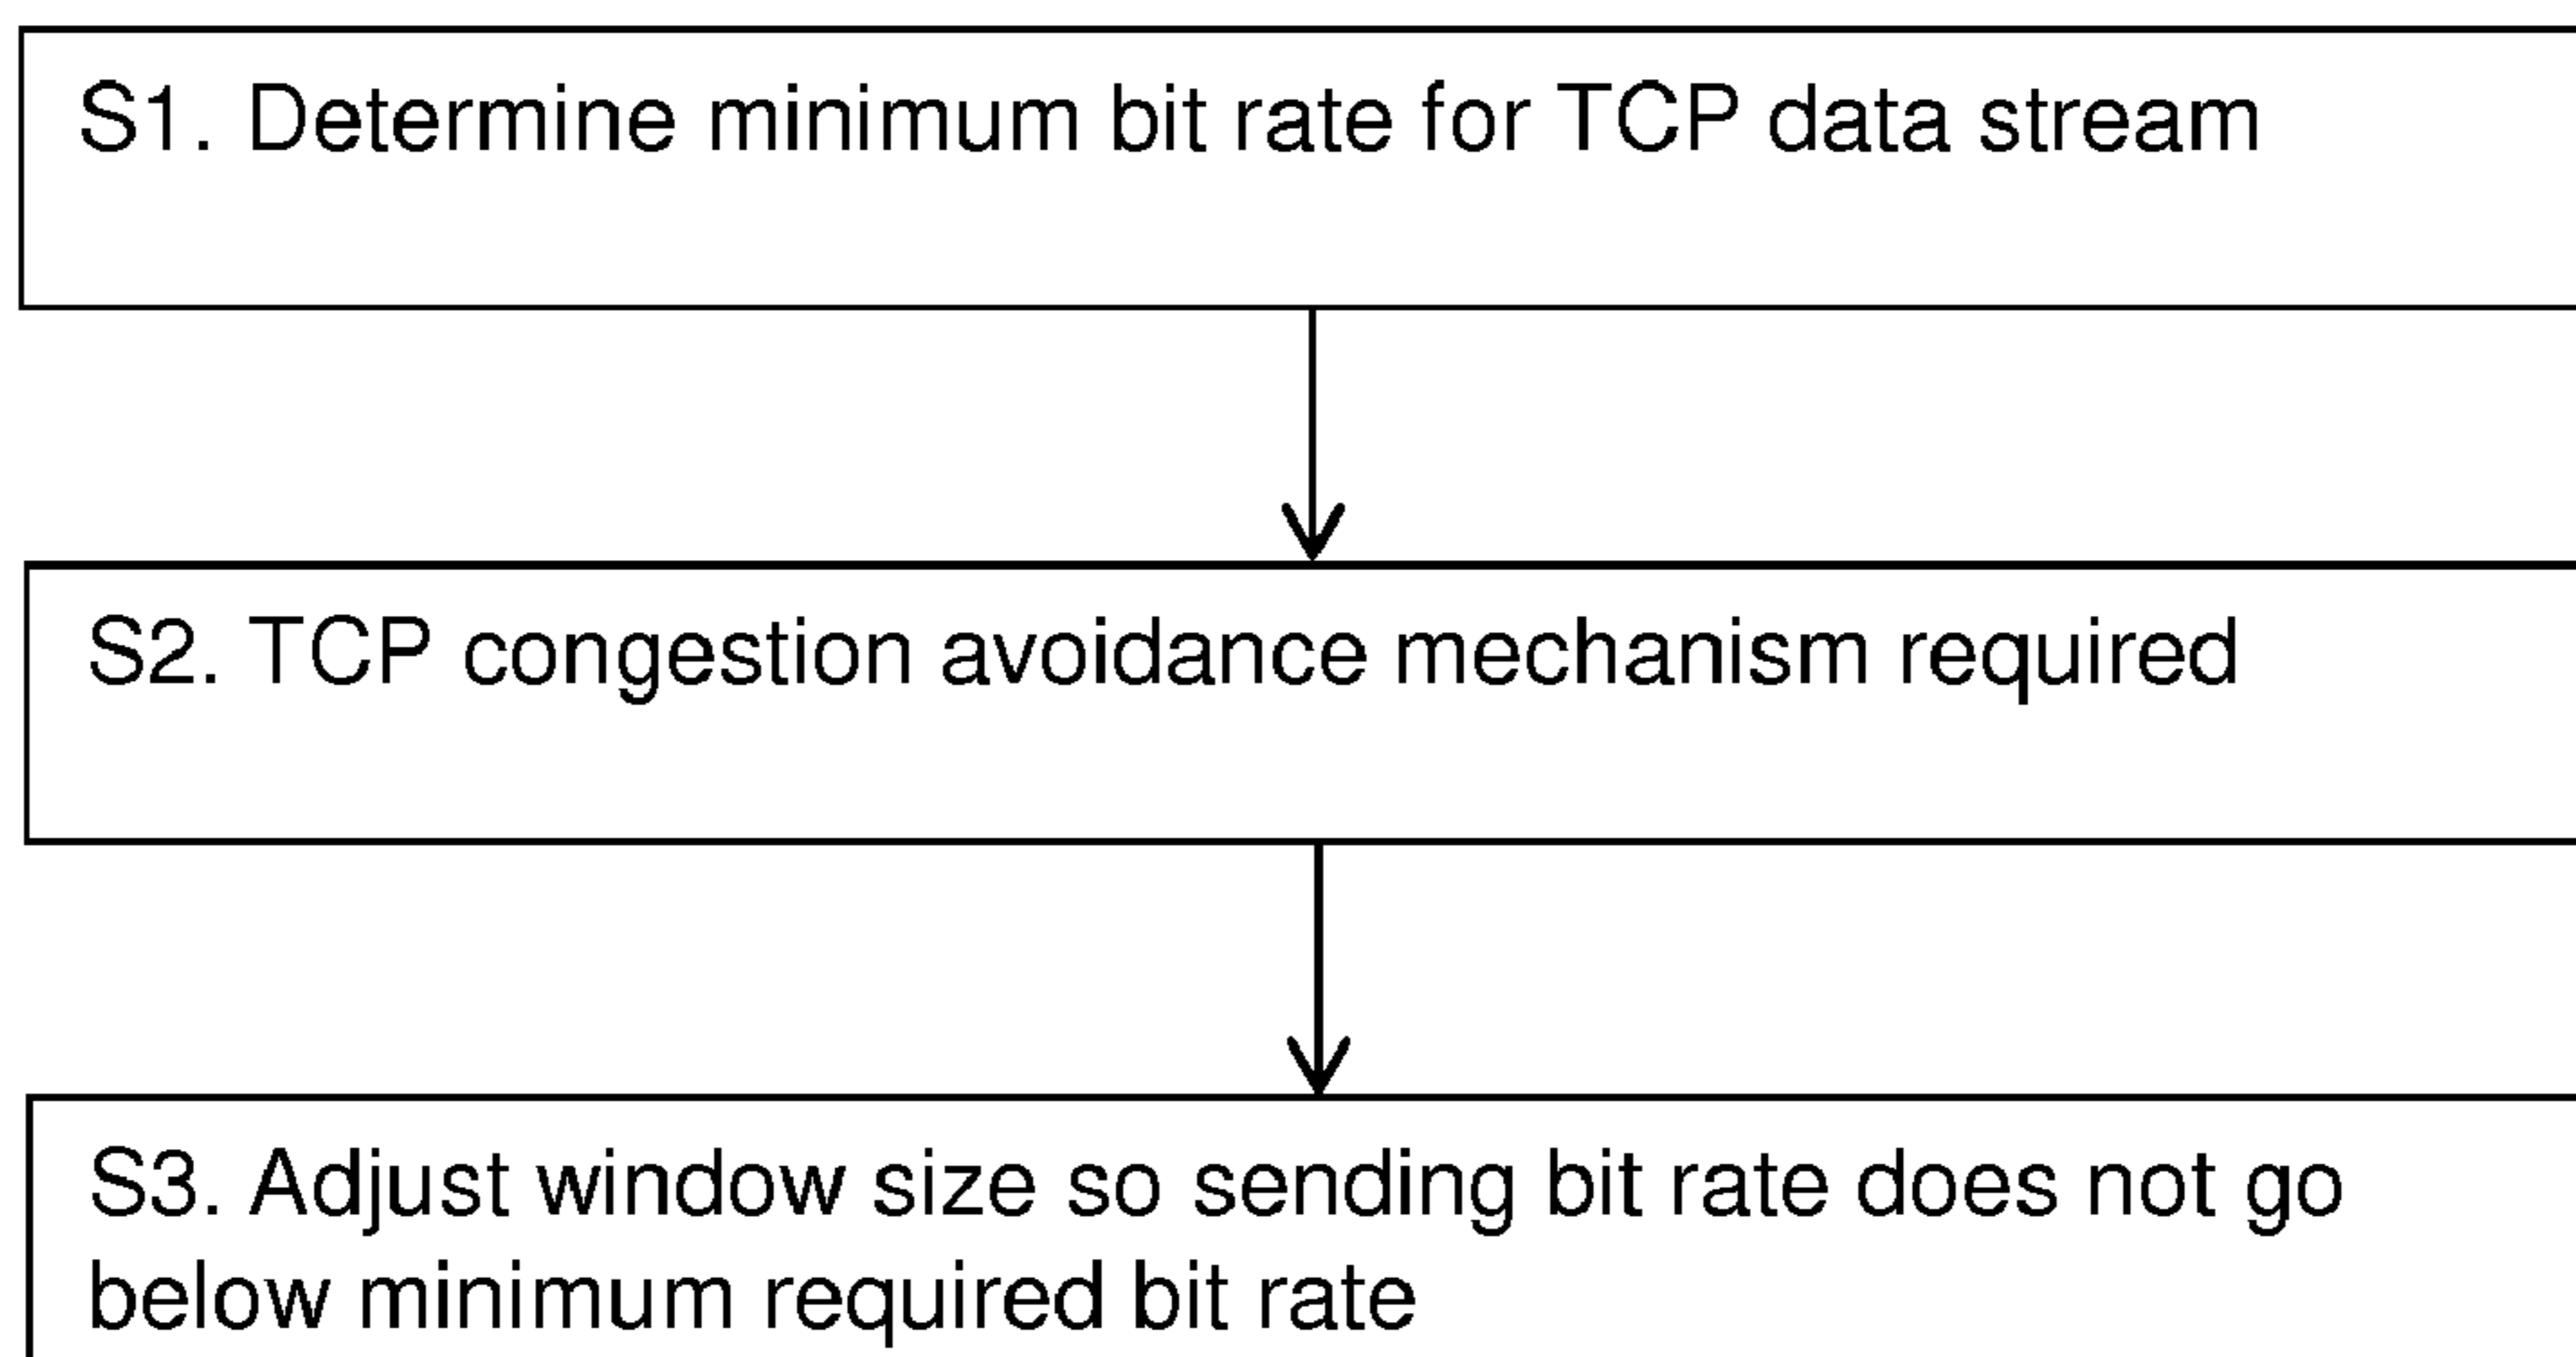 S1. Determine minimum bit rate for TCP data stream
S2. TCP congestion avoidance mechanism required
S3. Adjust window size so sending bit rate does not go
below minimum required bit rate